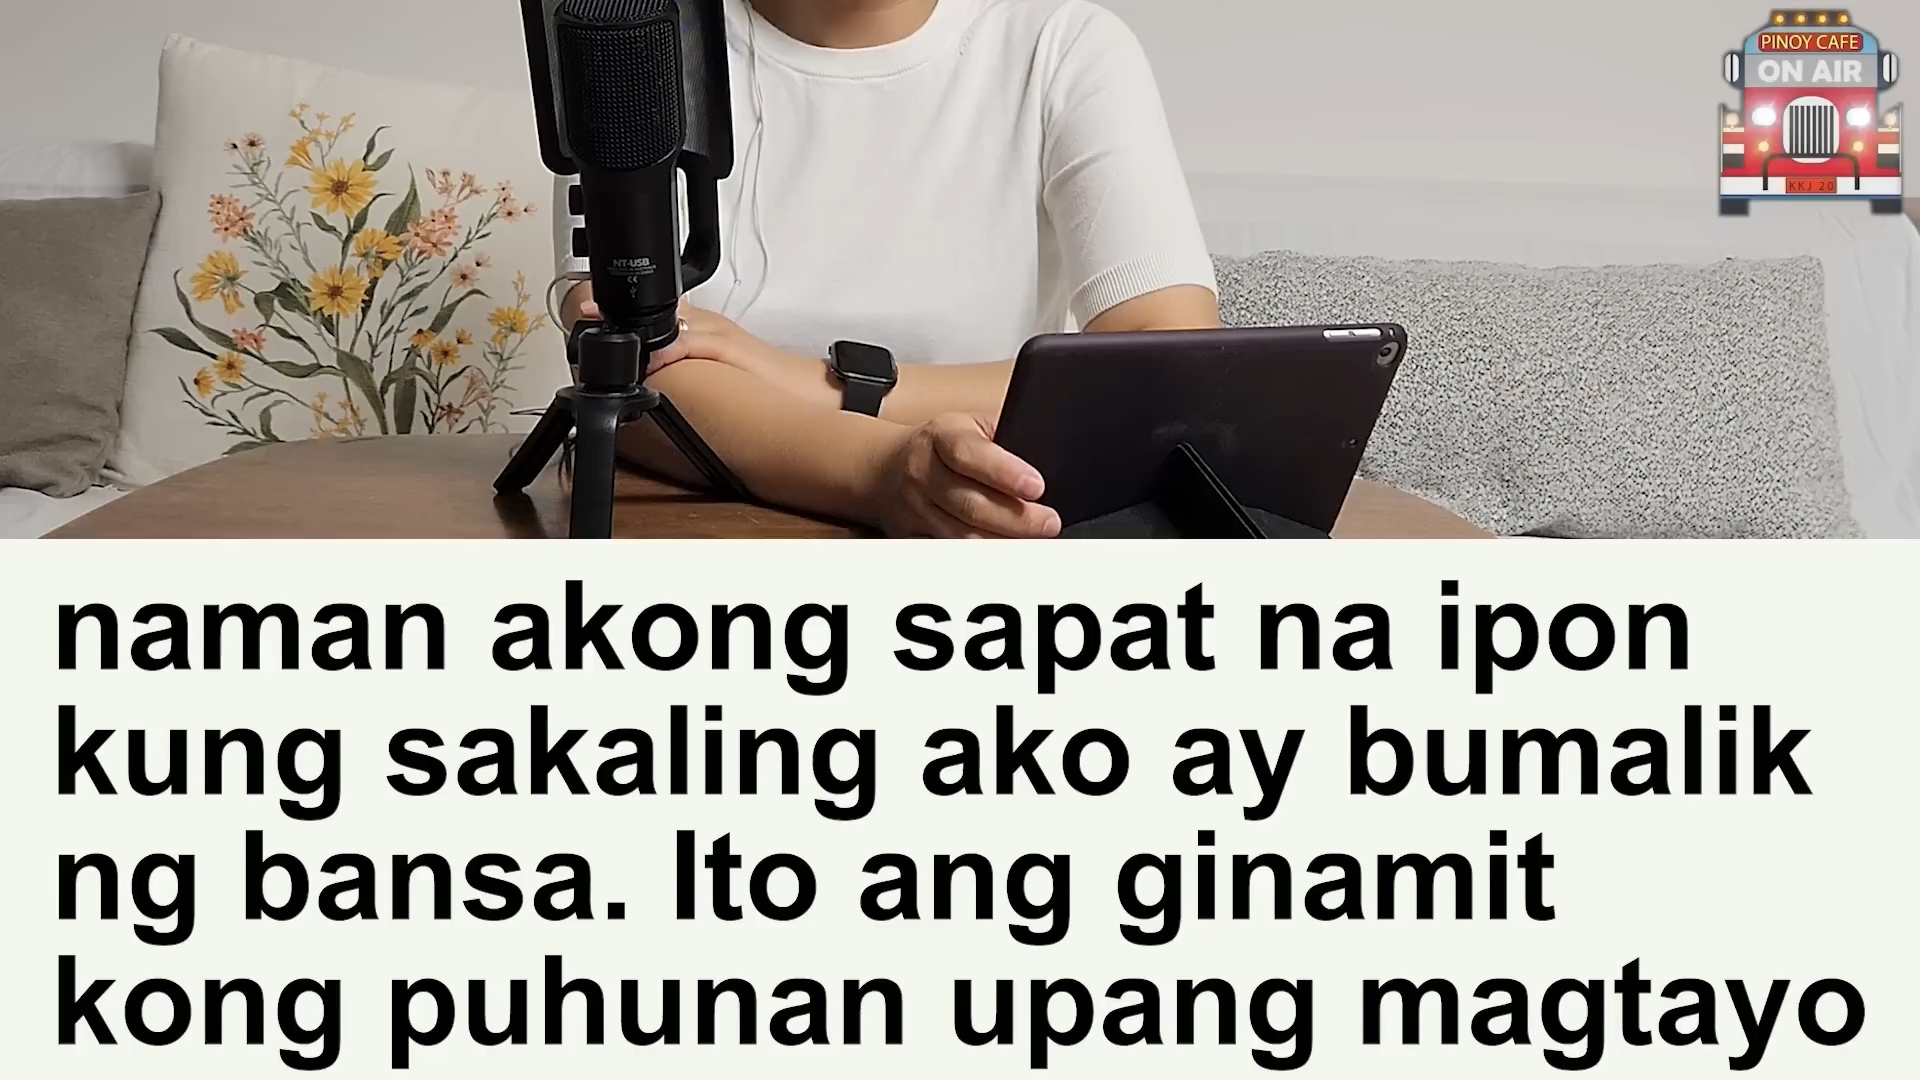 PINOY CAFE
ON AIR
KKJ 20
NT-USB
naman akong sapat na ipon
kung sakaling ako ay bumalik
ng bansa. Ito ang ginamit
kong puhunan upang magtayo